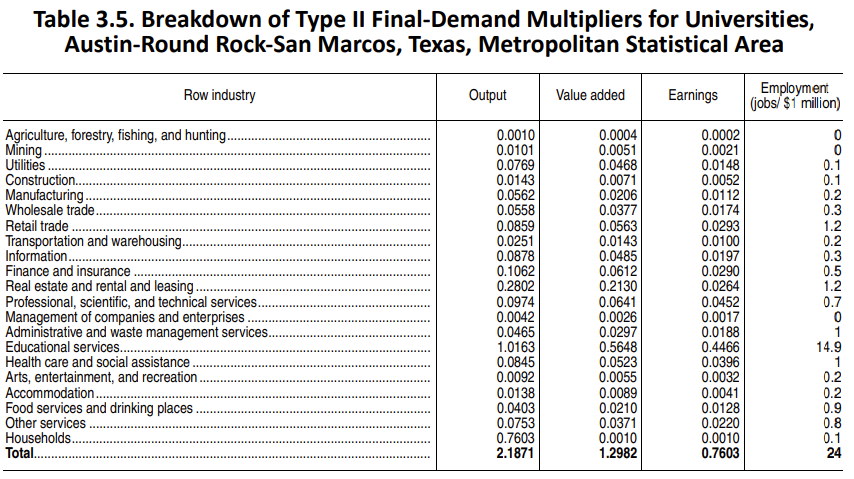 Table 3.5. Breakdown of Type II Final-Demand Multipliers for Universities,
Austin-Round Rock-San Marcos, Texas, Metropolitan Statistical Area
Row industry Output Value added Earnings Employment (jobs/ $1 million)
Agriculture, forestry, fishing, and hunting 0.0010 0.0004 0.0002 0
Mining 0.0101 0.0051 0.0021 0
Utilities 0.0769 0.0468 0.0148 0.1
Construction 0.0143 0.0071 0.0052 0.1
Manufacturing 0.0562 0.0206 0.0112 0.2
Wholesale trade 0.0558 0.0377 0.0174 0.3
Retail trade 0.0859 0.0563 0.0293 1.2
Transportation and warehousing 0.0251 0.0143 0.0100 0.2
Information 0.0878 0.0485 0.0197 0.3
Finance and insurance 0.1062 0.0612 0.0290 0.5
Real estate and rental and leasing 0.2802 0.2130 0.0264 1.2
Professional, scientific, and technical services 0.0974 0.0641 0.0452 0.7
Management of companies and enterprises 0.0042 0.0026 0.0017 0
Administrative and waste management services 0.0465 0.0297 0.0188 1
Educational services 1.0163 0.5648 0.4466 14.9
Health care and social assistance 0.0845 0.0523 0.0396 1
Arts, entertainment, and recreation 0.0092 0.0055 0.0032 0.2
Accommodation 0.0138 0.0089 0.0041 0.2
Food services and drinking places 0.0403 0.0210 0.0128 0.9
Other services 0.0753 0.0371 0.0220 0.8
Households 0.7603 0.0010 0.0010 0.1
Total 2.1871 1.2982 0.7603 24